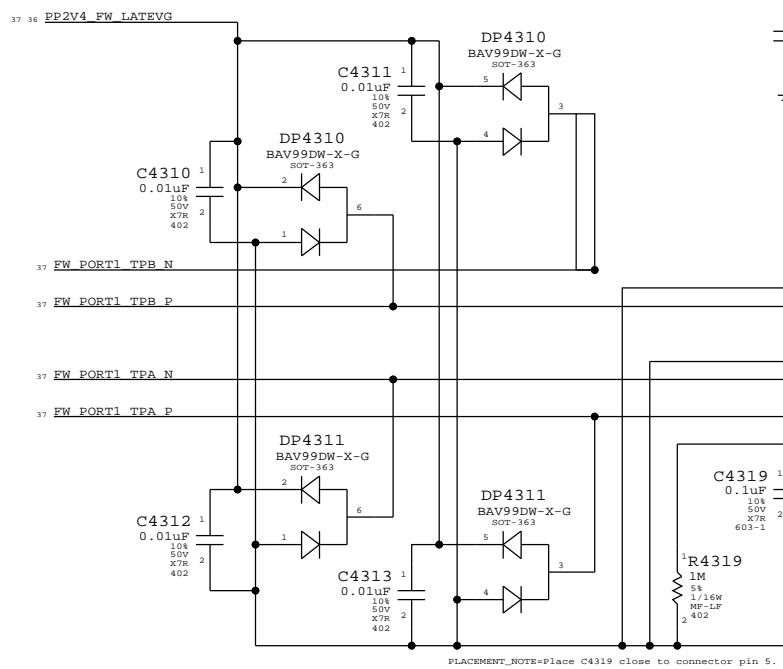 37 36 PP2V4_FW_LATEVG
DP4310
BAV99DW-X-G
SOT-363
C4311
0.01uF
10%
50V
X7R
402
1
2
5
4
3
DP4310
BAV99DW-X-G
SOT-363
C4310
0.01uF
10%
50V
X7R
402
1
2
2
1
6
37 FW_PORT1_TPB_N
37 FW_PORT1_TPB_P
37 FW_PORT1_TPA_N
37 FW_PORT1_TPA_P
DP4311
BAV99DW-X-G
SOT-363
C4312
0.01uF
10%
50V
X7R
402
1
2
2
1
6
DP4311
BAV99DW-X-G
SOT-363
C4313
0.01uF
10%
50V
X7R
402
1
2
5
4
3
C4319
0.1uF
10%
50V
X7R
603-1
1
2
R4319
1M
5%
1/16W
MF-LF
402
1
2
PLACEMENT_NOTE=Place C4319 close to connector pin 5.